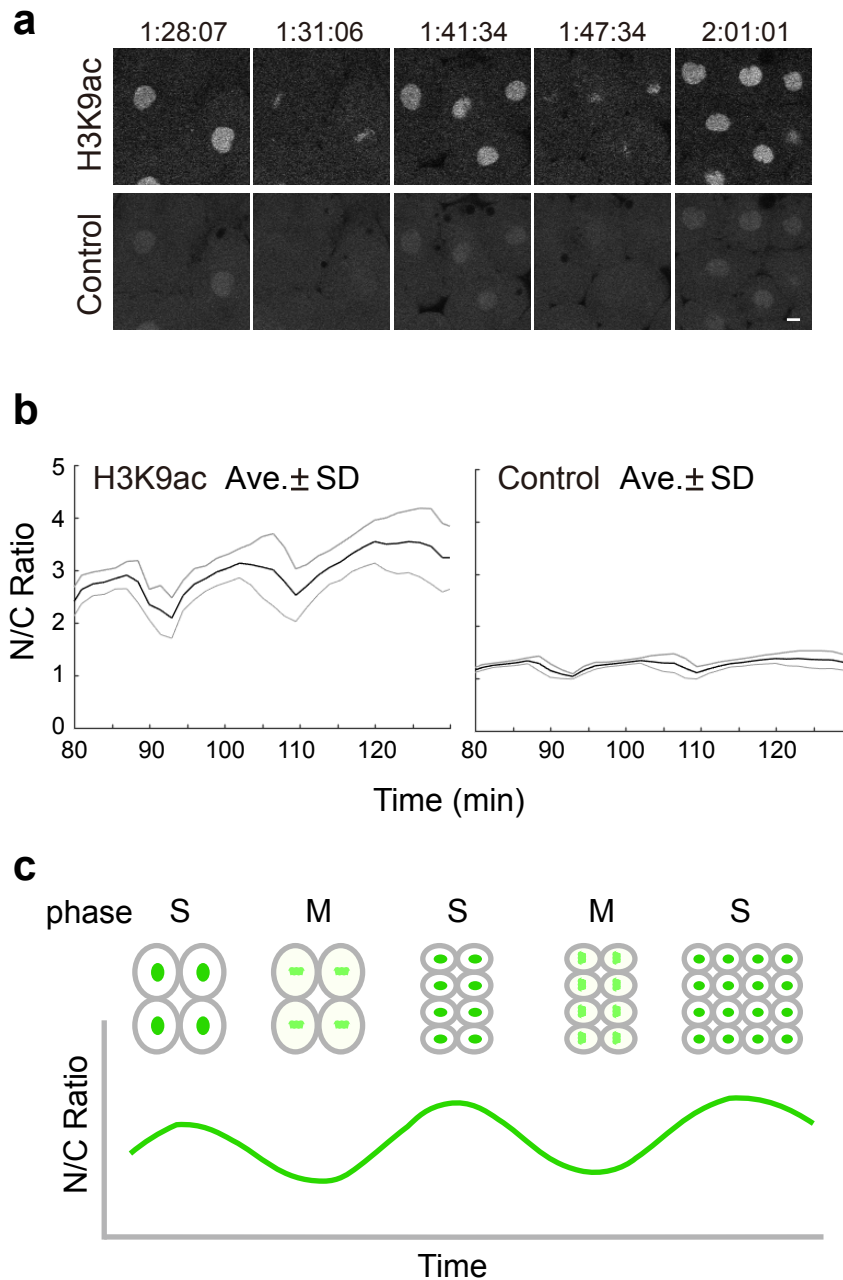 a
1:28:07 1:31:06 1:41:34 1:47:34 2:01:01
H3K9ac
Control
b
H3K9ac Ave.± SD
Control Ave.± SD
N/C Ratio
5
4
3
2
1
0
80 90 100 110 120
80 90 100 110 120
Time (min)
c
phase S M S M S
N/C Ratio
Time